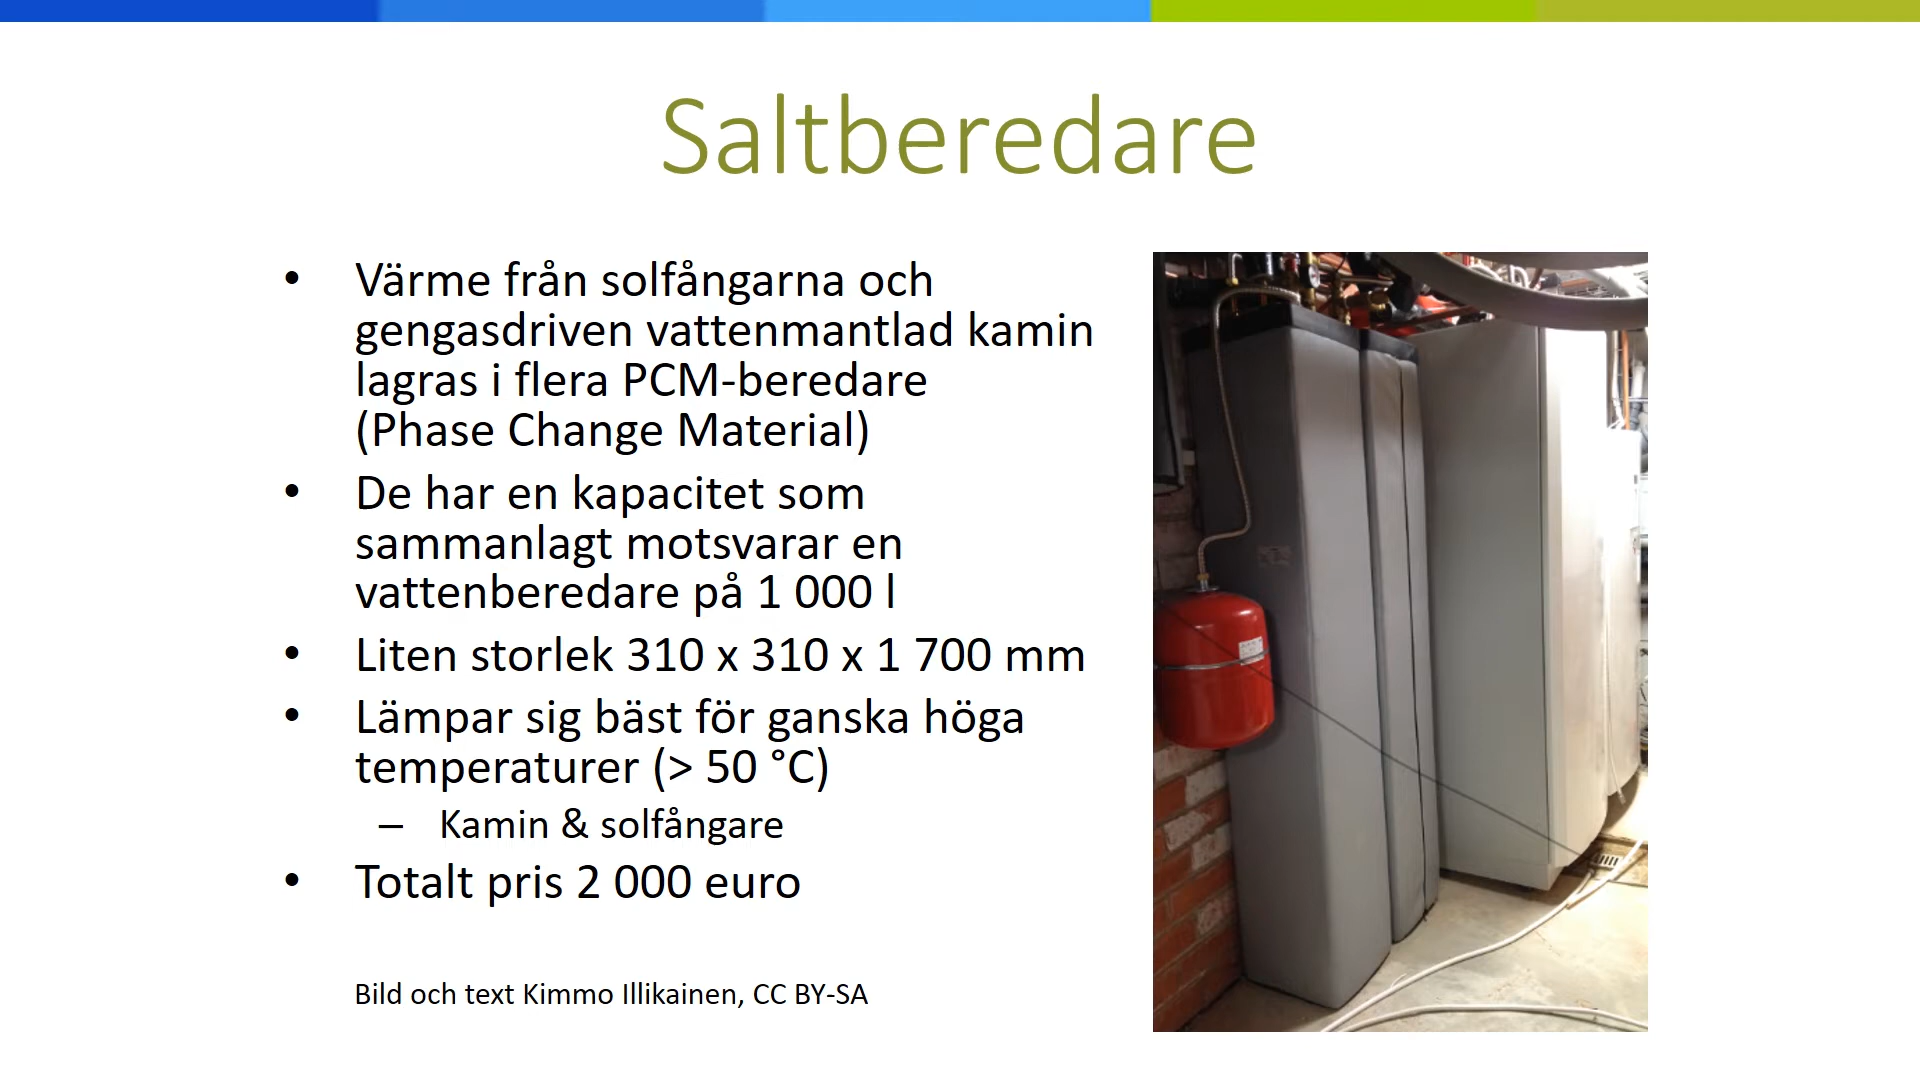 Saltberedare
• Värme från solfångarna och
gengasdriven vattenmantlad kamin
lagras i flera PCM-beredare
(Phase Change Material)
• De har en kapacitet som
sammanlagt motsvarar en
vattenberedare på 1 000 l
• Liten storlek 310 x 310 x 1 700 mm
• Lämpar sig bäst för ganska höga
temperaturer (> 50 °C)
– Kamin & solfångare
• Totalt pris 2 000 euro
Bild och text Kimmo Illikainen, CC BY-SA